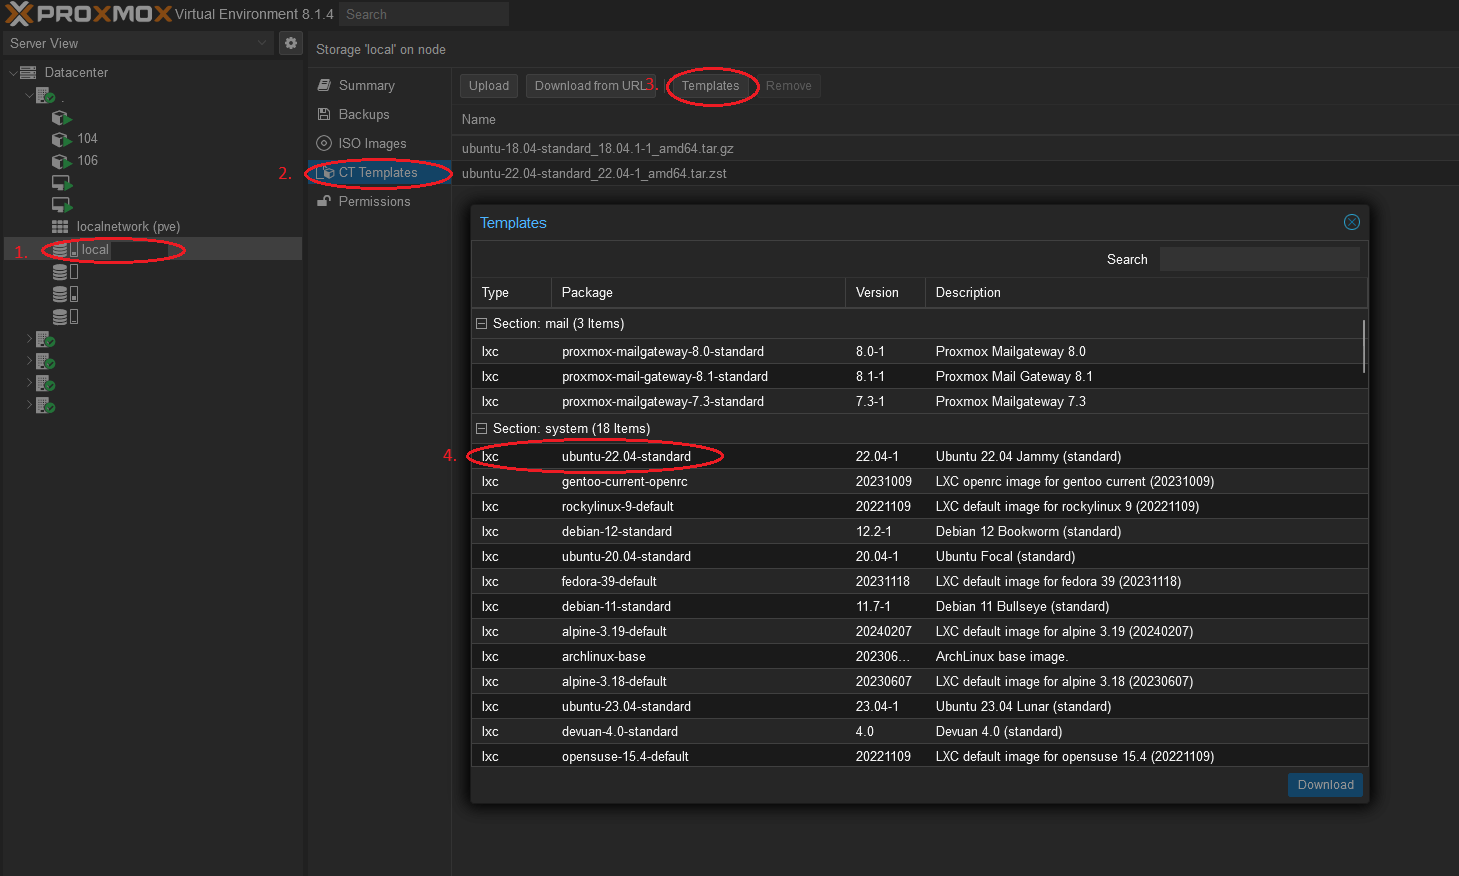 PROXMOX Virtual Environment 8.1.4 Search
Server View
Storage 'local' on node
Datacenter
104
106
localnetwork (pve)
1. local
Summary
Backups
ISO Images
2. CT Templates
Permissions
Upload Download from URL 3. Templates Remove
Name
ubuntu-18.04-standard_18.04.1-1_amd64.tar.gz
ubuntu-22.04-standard_22.04-1_amd64.tar.zst
Templates
Search
Type Package Version Description
Section: mail (3 Items)
lxc proxmox-mailgateway-8.0-standard 8.0-1 Proxmox Mailgateway 8.0
lxc proxmox-mail-gateway-8.1-standard 8.1-1 Proxmox Mail Gateway 8.1
lxc proxmox-mailgateway-7.3-standard 7.3-1 Proxmox Mailgateway 7.3
Section: system (18 Items)
4. lxc ubuntu-22.04-standard 22.04-1 Ubuntu 22.04 Jammy (standard)
lxc gentoo-current-openrc 20231009 LXC openrc image for gentoo current (20231009)
lxc rockylinux-9-default 20221109 LXC default image for rockylinux 9 (20221109)
lxc debian-12-standard 12.2-1 Debian 12 Bookworm (standard)
lxc ubuntu-20.04-standard 20.04-1 Ubuntu Focal (standard)
lxc fedora-39-default 20231118 LXC default image for fedora 39 (20231118)
lxc debian-11-standard 11.7-1 Debian 11 Bullseye (standard)
lxc alpine-3.19-default 20240207 LXC default image for alpine 3.19 (20240207)
lxc archlinux-base 202306... ArchLinux base image.
lxc alpine-3.18-default 20230607 LXC default image for alpine 3.18 (20230607)
lxc ubuntu-23.04-standard 23.04-1 Ubuntu 23.04 Lunar (standard)
lxc devuan-4.0-standard 4.0 Devuan 4.0 (standard)
lxc opensuse-15.4-default 20221109 LXC default image for opensuse 15.4 (20221109)
Download